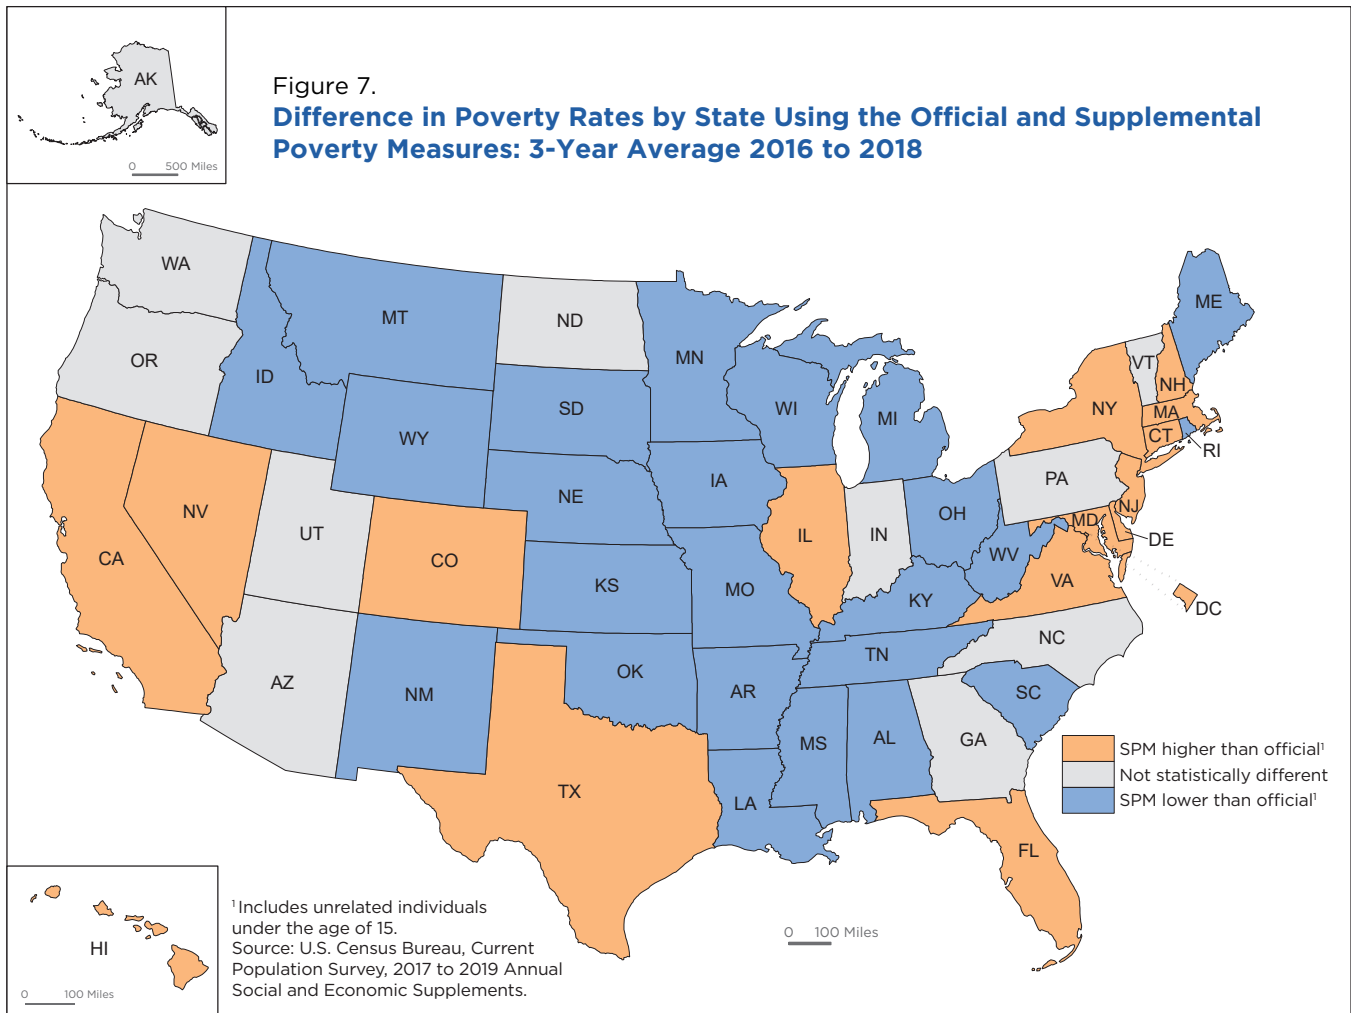 AK
0 500 Miles
Figure 7.
Difference in Poverty Rates by State Using the Official and Supplemental
Poverty Measures: 3-Year Average 2016 to 2018
WA
MT
ND
MN
ME
OR
ID
SD
WI
MI
VT
NH
NY
MA
CT
RI
WY
IA
PA
NE
NV
UT
CO
IL
IN
OH
NJ
MD
DE
CA
KS
MO
WV
VA
KY
DC
NC
TN
AZ
NM
OK
AR
SC
MS
AL
GA
TX
LA
FL
SPM higher than official¹
Not statistically different
SPM lower than official¹
HI
0 100 Miles
¹ Includes unrelated individuals
under the age of 15.
Source: U.S. Census Bureau, Current
Population Survey, 2017 to 2019 Annual
Social and Economic Supplements.
0 100 Miles